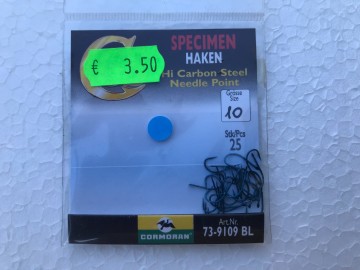 SPECIMEN
HAKEN
€ 3.50
Hi Carbon Steel
Needle Point
Grösse
Size
10
Stk/Pcs
25
Art.Nr.
73-9109 BL
CORMORAN